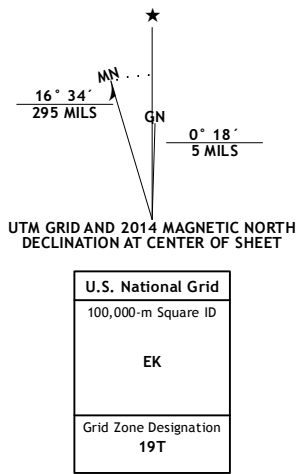 ★
MN
GN
16° 34´
295 MILS
0° 18´
5 MILS
UTM GRID AND 2014 MAGNETIC NORTH
DECLINATION AT CENTER OF SHEET
U.S. National Grid
100,000-m Square ID
EK
Grid Zone Designation
19T